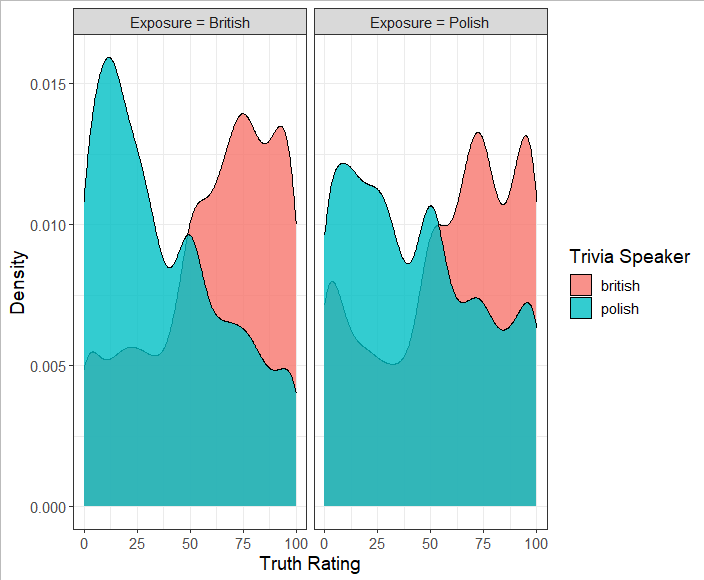 Exposure = British
Exposure = Polish
0.015
0.010
0.005
0.000
Density
0 25 50 75 100
0 25 50 75 100
Truth Rating
Trivia Speaker
british
polish